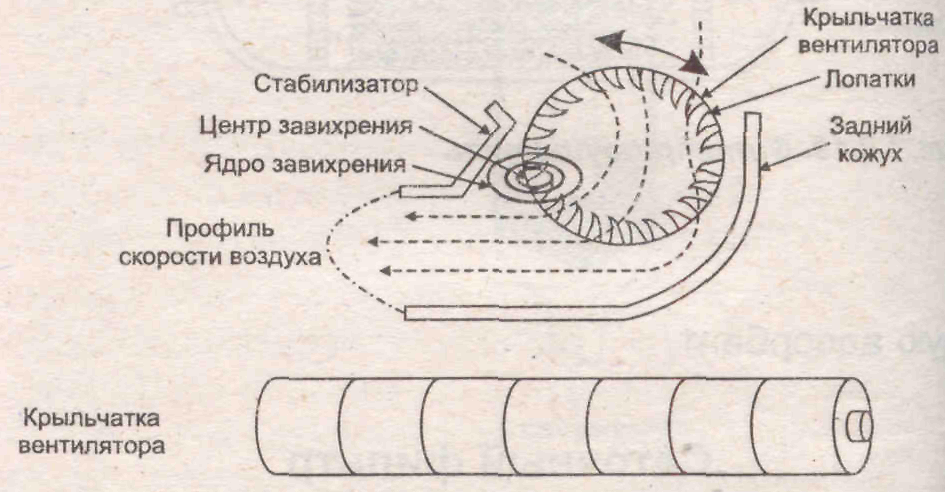 Крыльчатка
вентилятора
Лопатки
Стабилизатор
Центр завихрения
Задний
кожух
Ядро завихрения
Профиль
скорости воздуха
Крыльчатка
вентилятора